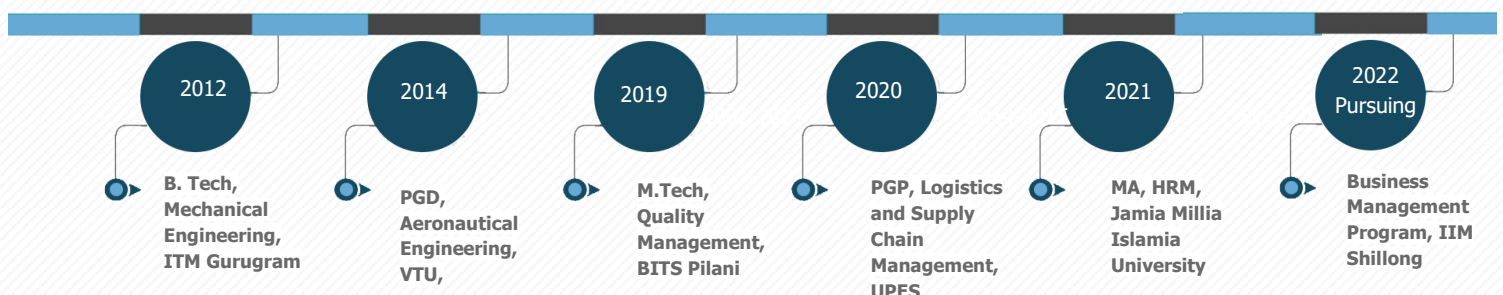 2012
2014
2019
2020
2021
2022
Pursuing
B. Tech,
Mechanical
Engineering,
ITM Gurugram
PGD,
Aeronautical
Engineering,
VTU,
M.Tech,
Quality
Management,
BITS Pilani
PGP, Logistics
and Supply
Chain
Management,
UPES
MA, HRM,
Jamia Millia
Islamia
University
Business
Management
Program, IIM
Shillong